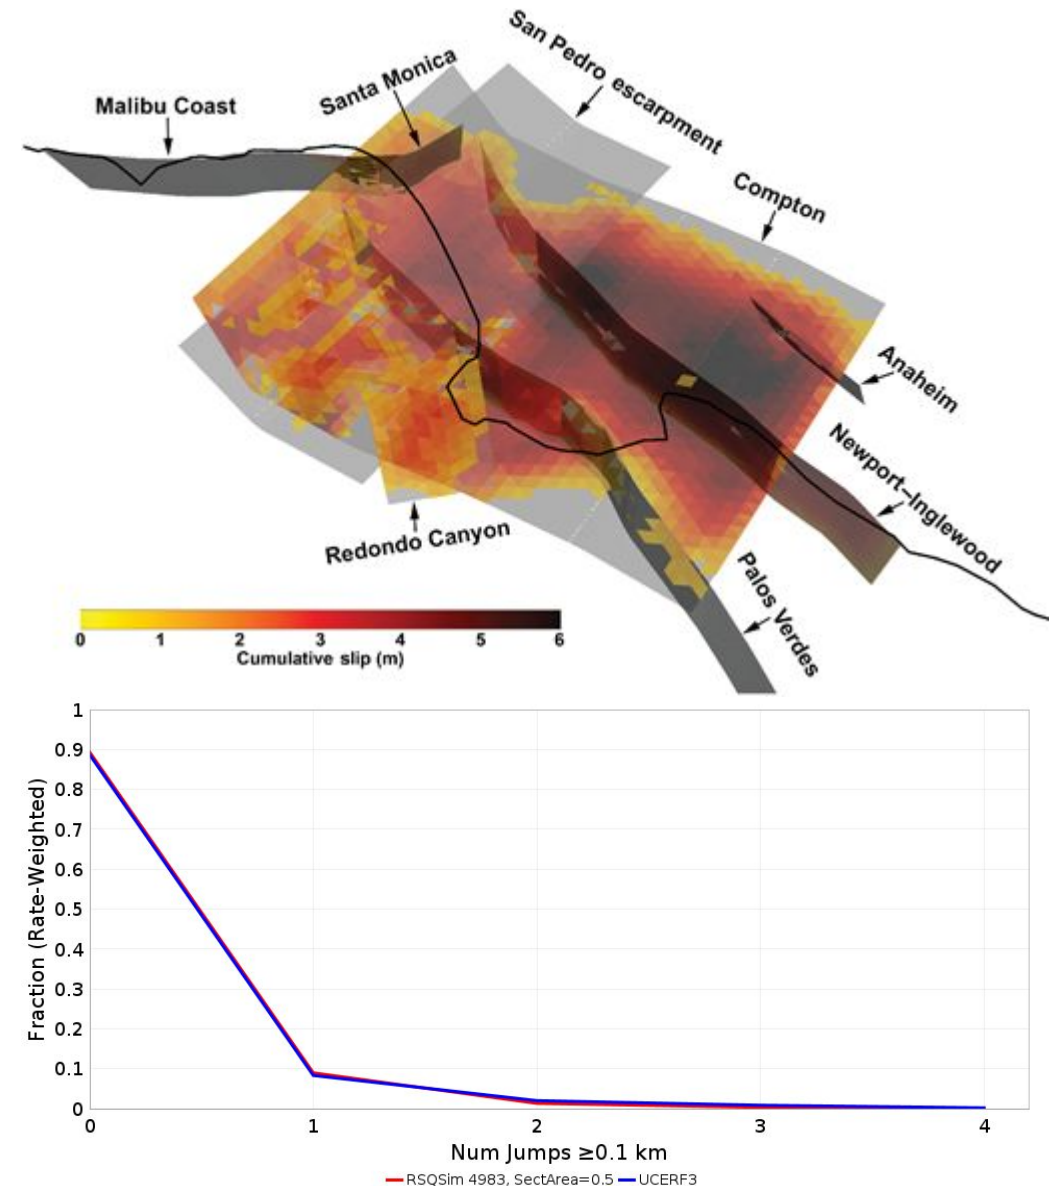 San Pedro escarpment
Santa Monica
Malibu Coast
Compton
Anaheim
Newport–Inglewood
Redondo Canyon
Palos Verdes
0 1 2 3 4 5 6
Cumulative slip (m)
1
0.9
0.8
0.7
0.6
0.5
0.4
0.3
0.2
0.1
0
Fraction (Rate-Weighted)
0 1 2 3 4
Num Jumps ≥0.1 km
RSQSim 4983, SectArea=0.5 UCERF3